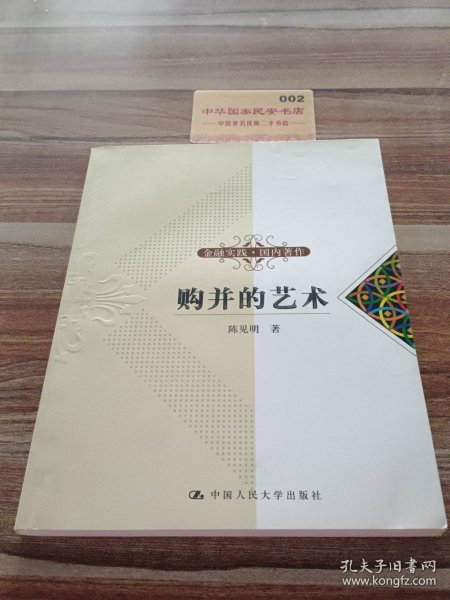 002
中华国泰民安书店
中国著名连锁二手书店
金融实践·国内著作
购并的艺术
陈见明 著
中国人民大学出版社
孔夫子旧书网
www.kongfz.com